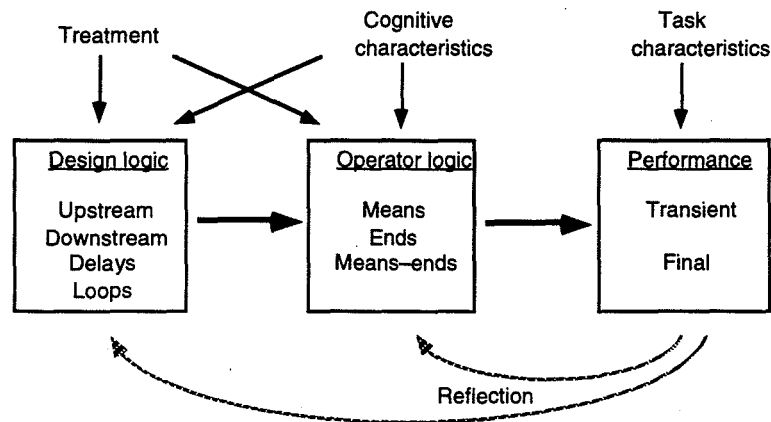 Treatment
Cognitive
characteristics
Task
characteristics
Design logic
Upstream
Downstream
Delays
Loops
Operator logic
Means
Ends
Means–ends
Performance
Transient
Final
Reflection